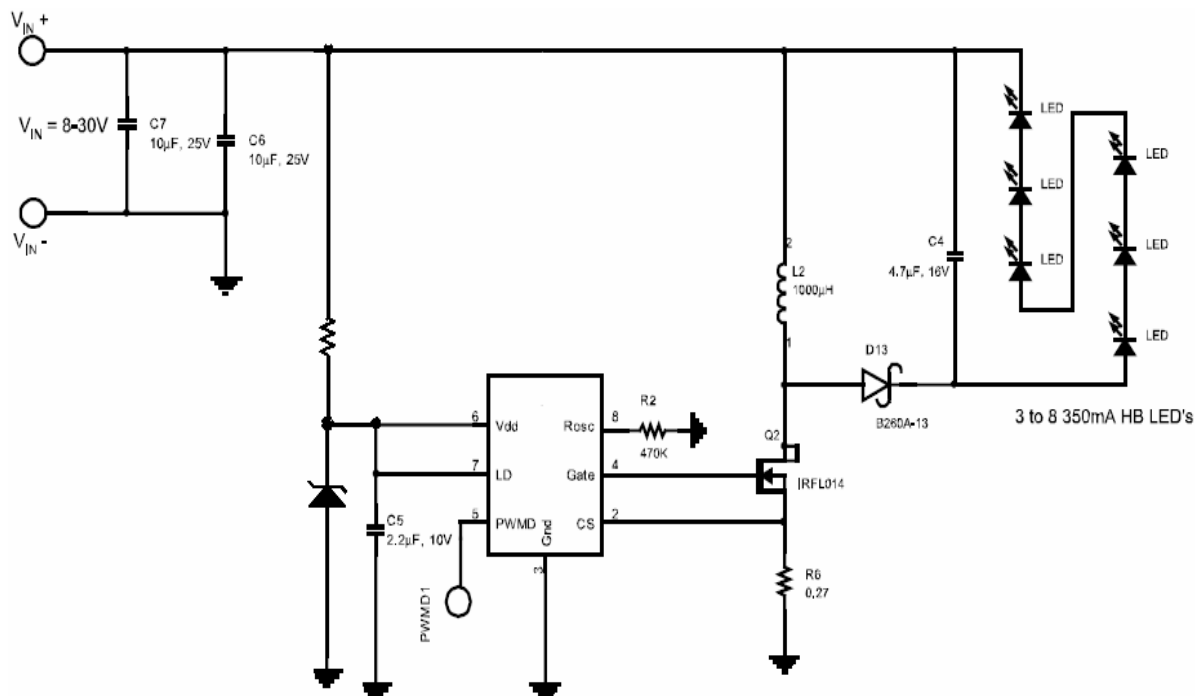 VIN +
VIN = 8-30V
C7
10µF, 25V
C6
10µF, 25V
VIN -
2
L2
1000µH
1
C4
4.7µF, 16V
LED
LED
LED
LED
LED
LED
D13
B260A-13
3 to 8 350mA HB LED's
6
Vdd
Rosc
8
R2
470K
7
LD
Gate
4
Q2
IRFL014
5
PWMD
Gnd
CS
2
3
C5
2.2µF, 10V
PWMD1
R6
0.27